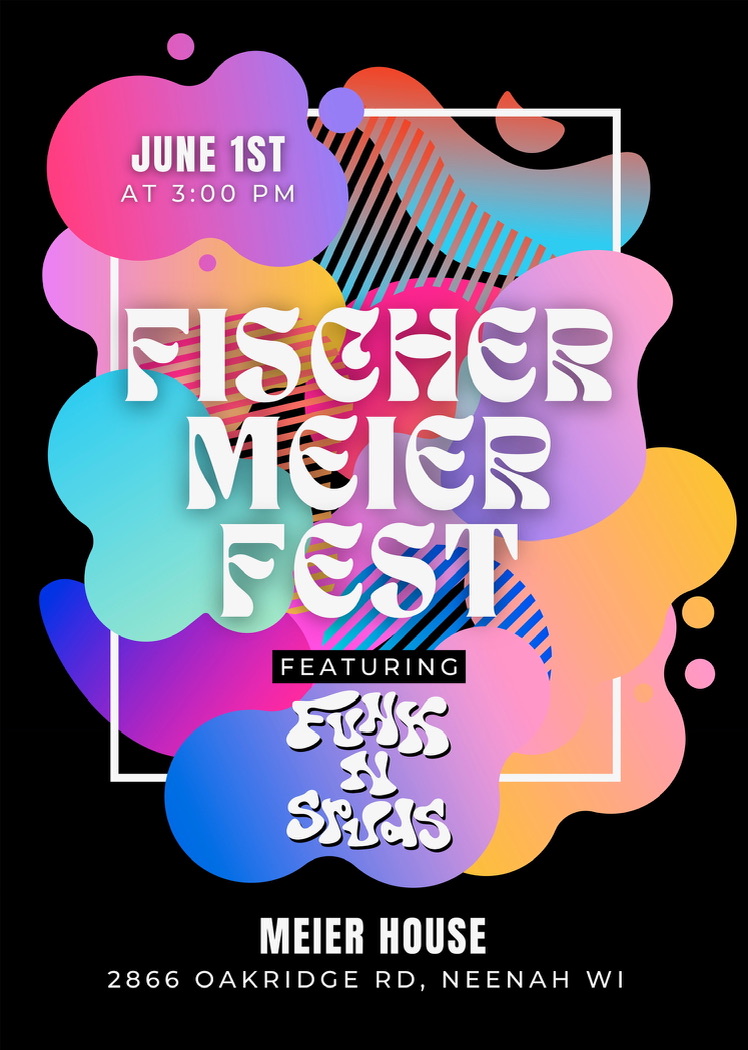 JUNE 1ST
AT 3:00 PM
FISCHER
MEIER
FEST
FEATURING
FUNK
N
SPUDS
MEIER HOUSE
2866 OAKRIDGE RD, NEENAH WI